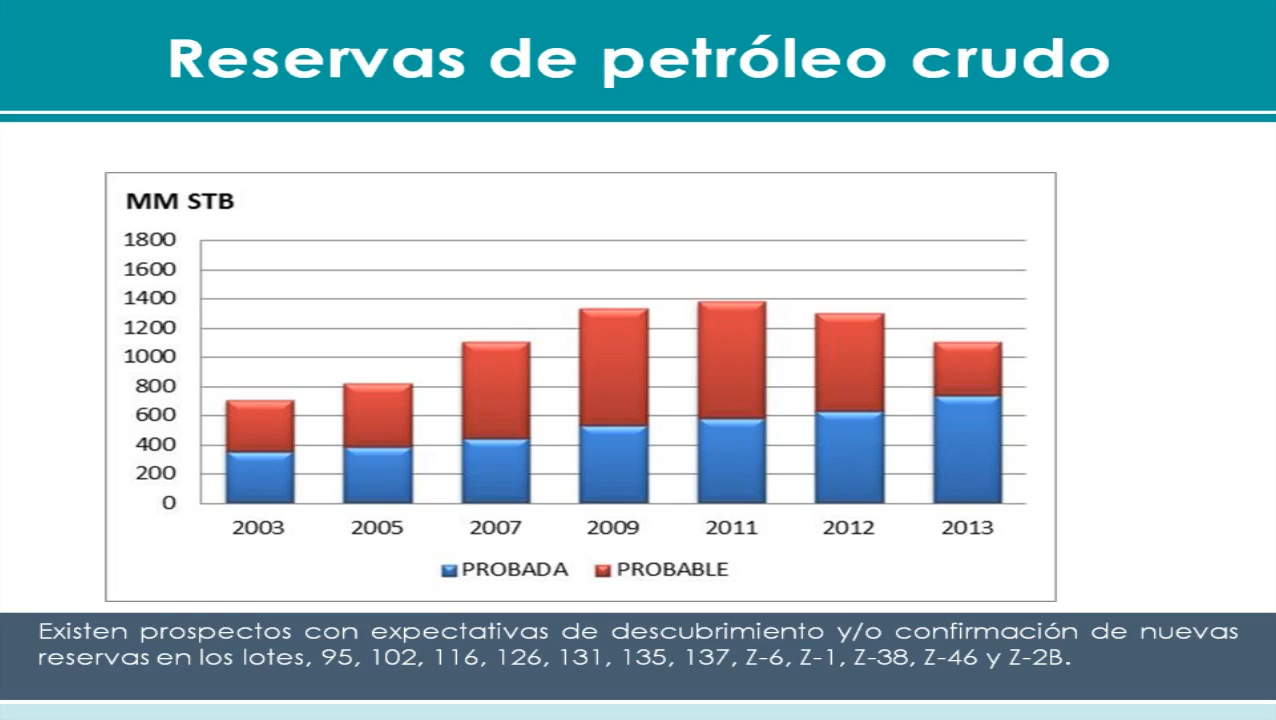 Reservas de petróleo crudo
MM STB
1800
1600
1400
1200
1000
800
600
400
200
0
2003 2005 2007 2009 2011 2012 2013
PROBADA PROBABLE
Existen prospectos con expectativas de descubrimiento y/o confirmación de nuevas
reservas en los lotes, 95, 102, 116, 126, 131, 135, 137, Z-6, Z-1, Z-38, Z-46 y Z-2B.